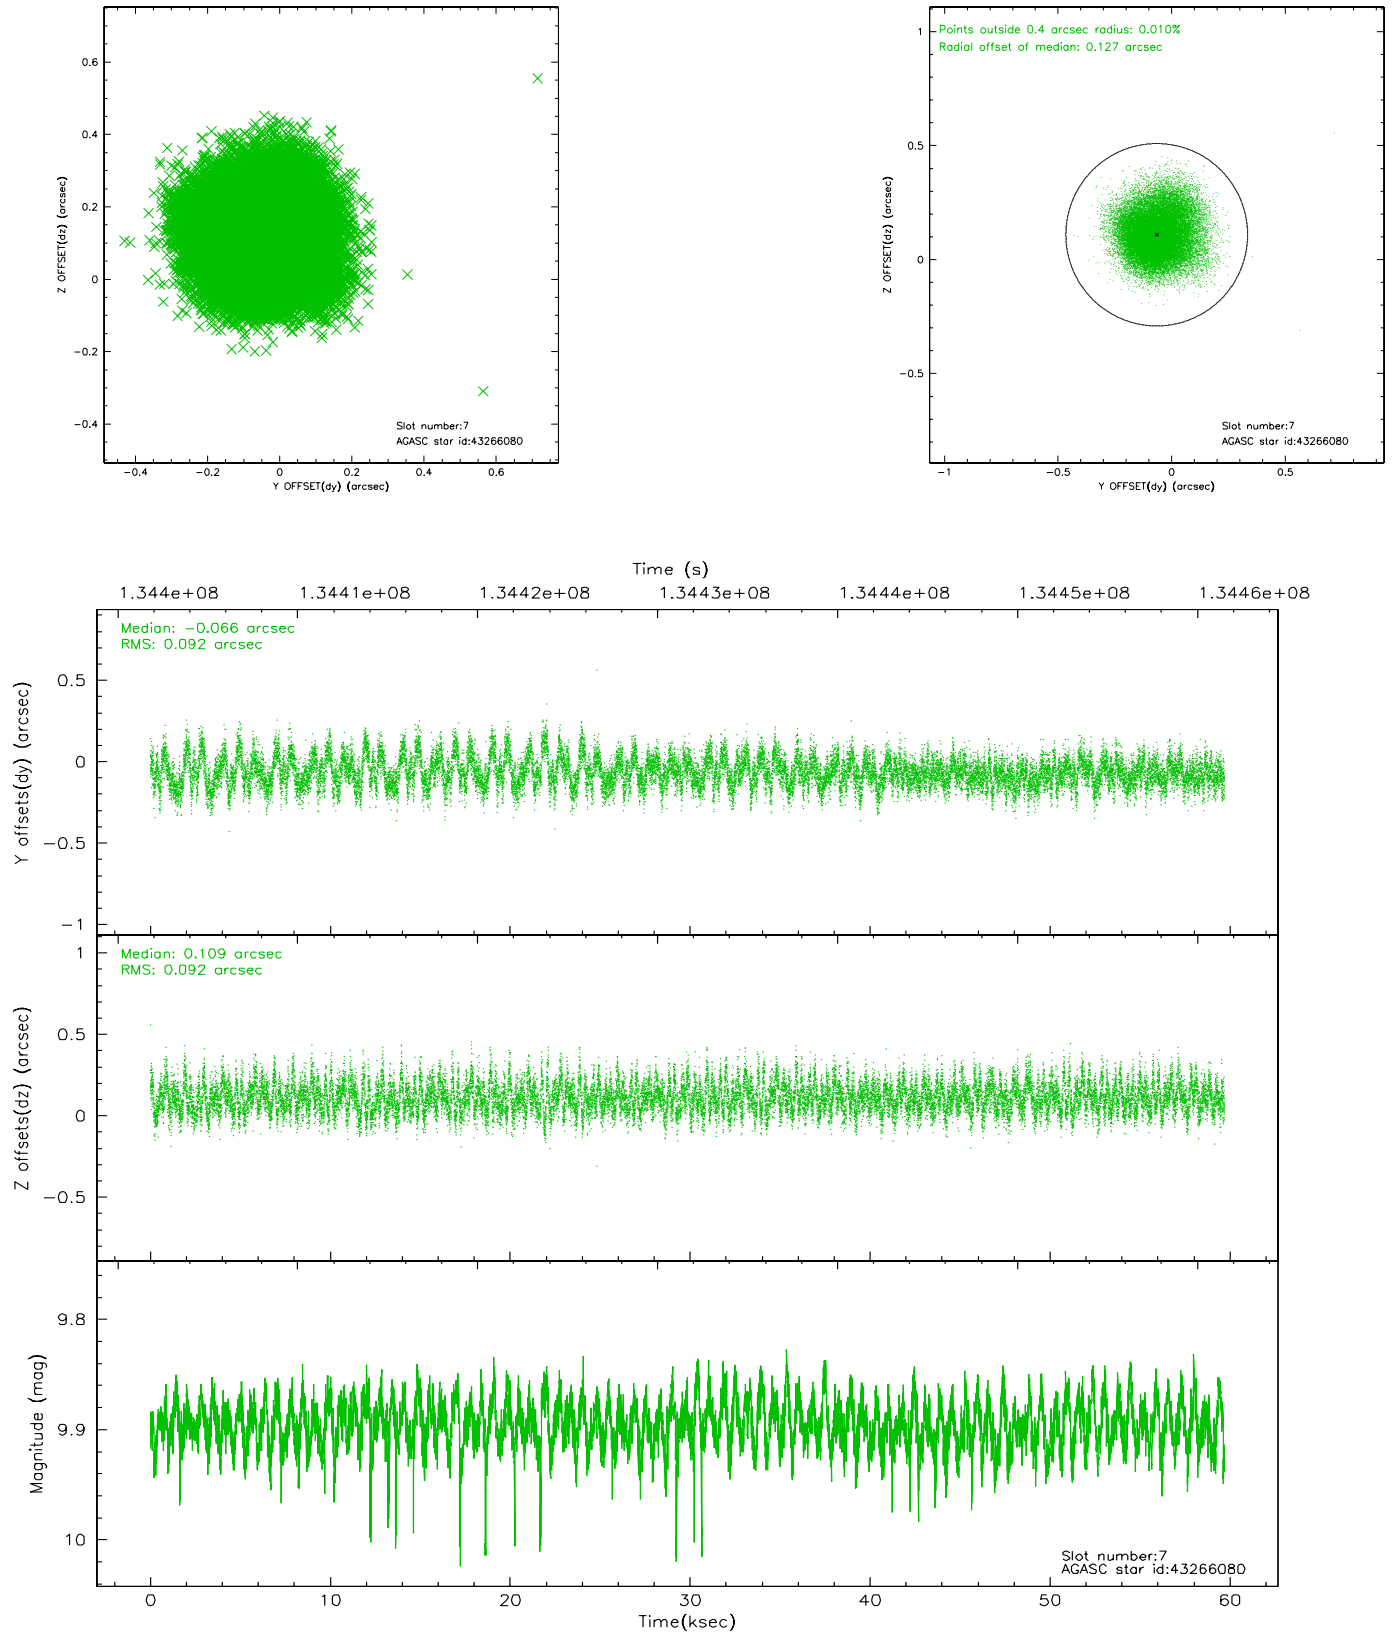 0.6
0.4
0.2
0
−0.2
−0.4
Z OFFSET(dz) (arcsec)
Slot number:7
AGASC star id:43266080
−0.4 −0.2 0 0.2 0.4 0.6
Y OFFSET(dy) (arcsec)
Points outside 0.4 arcsec radius: 0.010%
Radial offset of median: 0.127 arcsec
1
0.5
0
−0.5
Z OFFSET(dz) (arcsec)
Slot number:7
AGASC star id:43266080
−1 −0.5 0 0.5
Y OFFSET(dy) (arcsec)
Time (s)
1.344e+08 1.3441e+08 1.3442e+08 1.3443e+08 1.3444e+08 1.3445e+08 1.3446e+08
Median: −0.066 arcsec
RMS: 0.092 arcsec
0.5
0
−0.5
−1
Y offsets(dy) (arcsec)
Median: 0.109 arcsec
RMS: 0.092 arcsec
1
0.5
0
−0.5
Z offsets(dz) (arcsec)
9.8
9.9
10
Magnitude (mag)
Slot number:7
AGASC star id:43266080
0 10 20 30 40 50 60
Time(ksec)